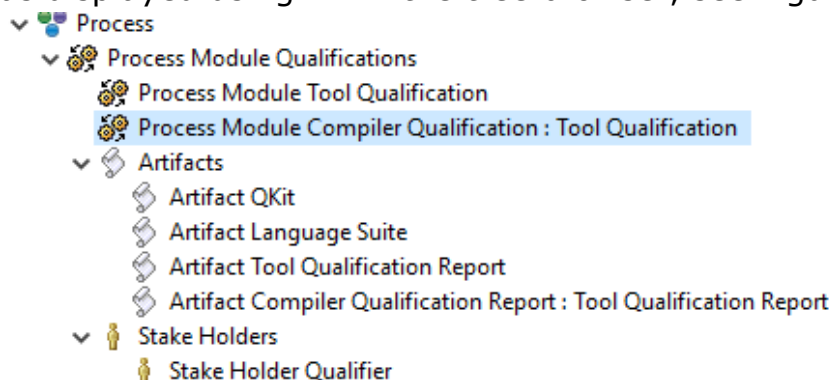 Process
Process Module Qualifications
Process Module Tool Qualification
Process Module Compiler Qualification : Tool Qualification
Artifacts
Artifact QKit
Artifact Language Suite
Artifact Tool Qualification Report
Artifact Compiler Qualification Report : Tool Qualification Report
Stake Holders
Stake Holder Qualifier